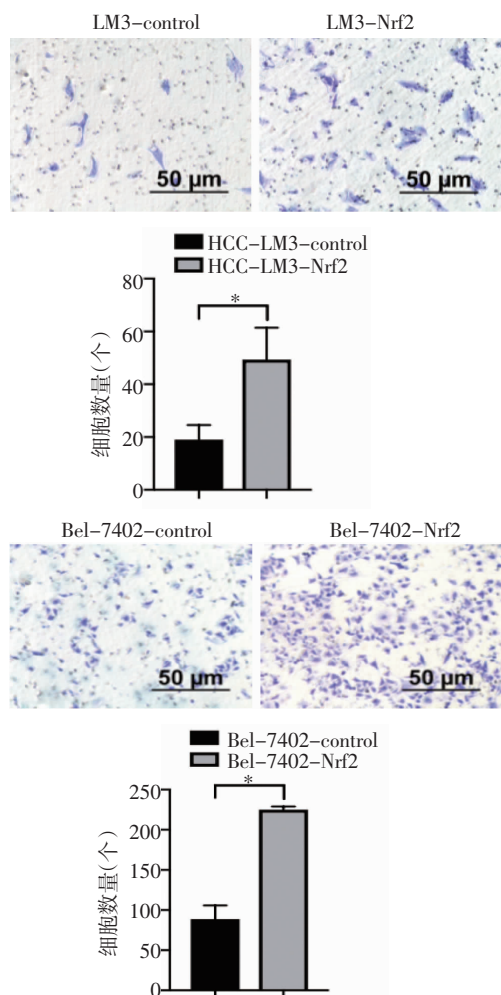 LM3-control LM3-Nrf2
50 μm 50 μm
HCC-LM3-control
HCC-LM3-Nrf2
*
80
60
40
20
0
细胞数量(个)
Bel-7402-control Bel-7402-Nrf2
50 μm 50 μm
Bel-7402-control
Bel-7402-Nrf2
*
250
200
150
100
50
0
细胞数量(个)